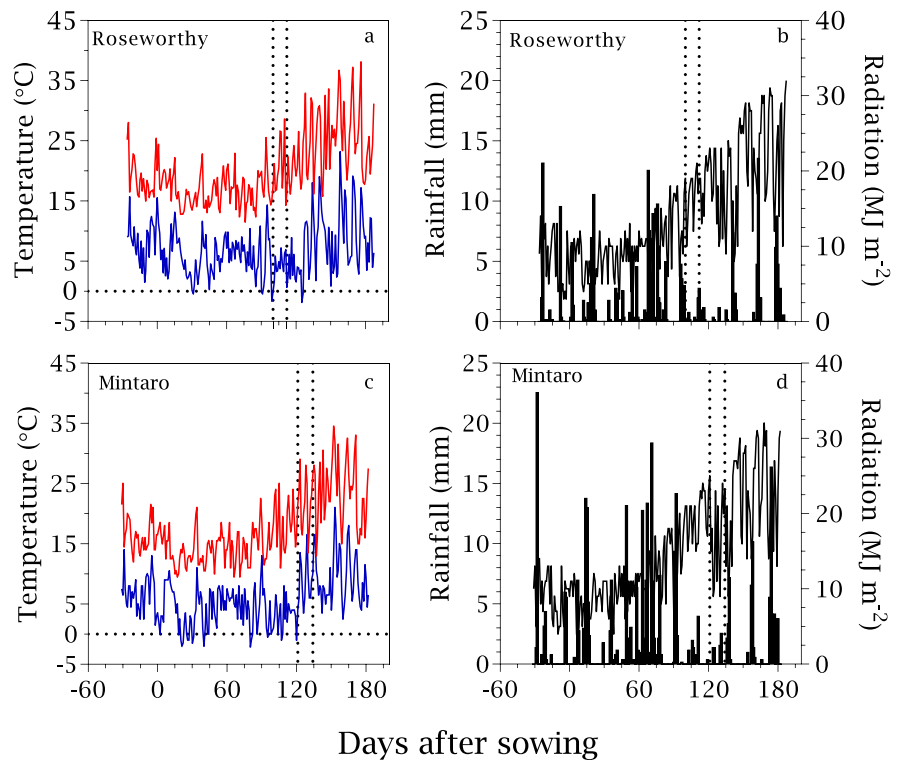 45
35
25
15
5
0
-5
Temperature (°C)
Roseworthy
a
25
20
15
10
5
0
Rainfall (mm)
Roseworthy
b
40
30
20
10
0
Radiation (MJ m-2)
45
35
25
15
5
0
-5
Temperature (°C)
Mintaro
c
-60 0 60 120 180
25
20
15
10
5
0
Rainfall (mm)
Mintaro
d
40
30
20
10
0
Radiation (MJ m-2)
-60 0 60 120 180
Days after sowing